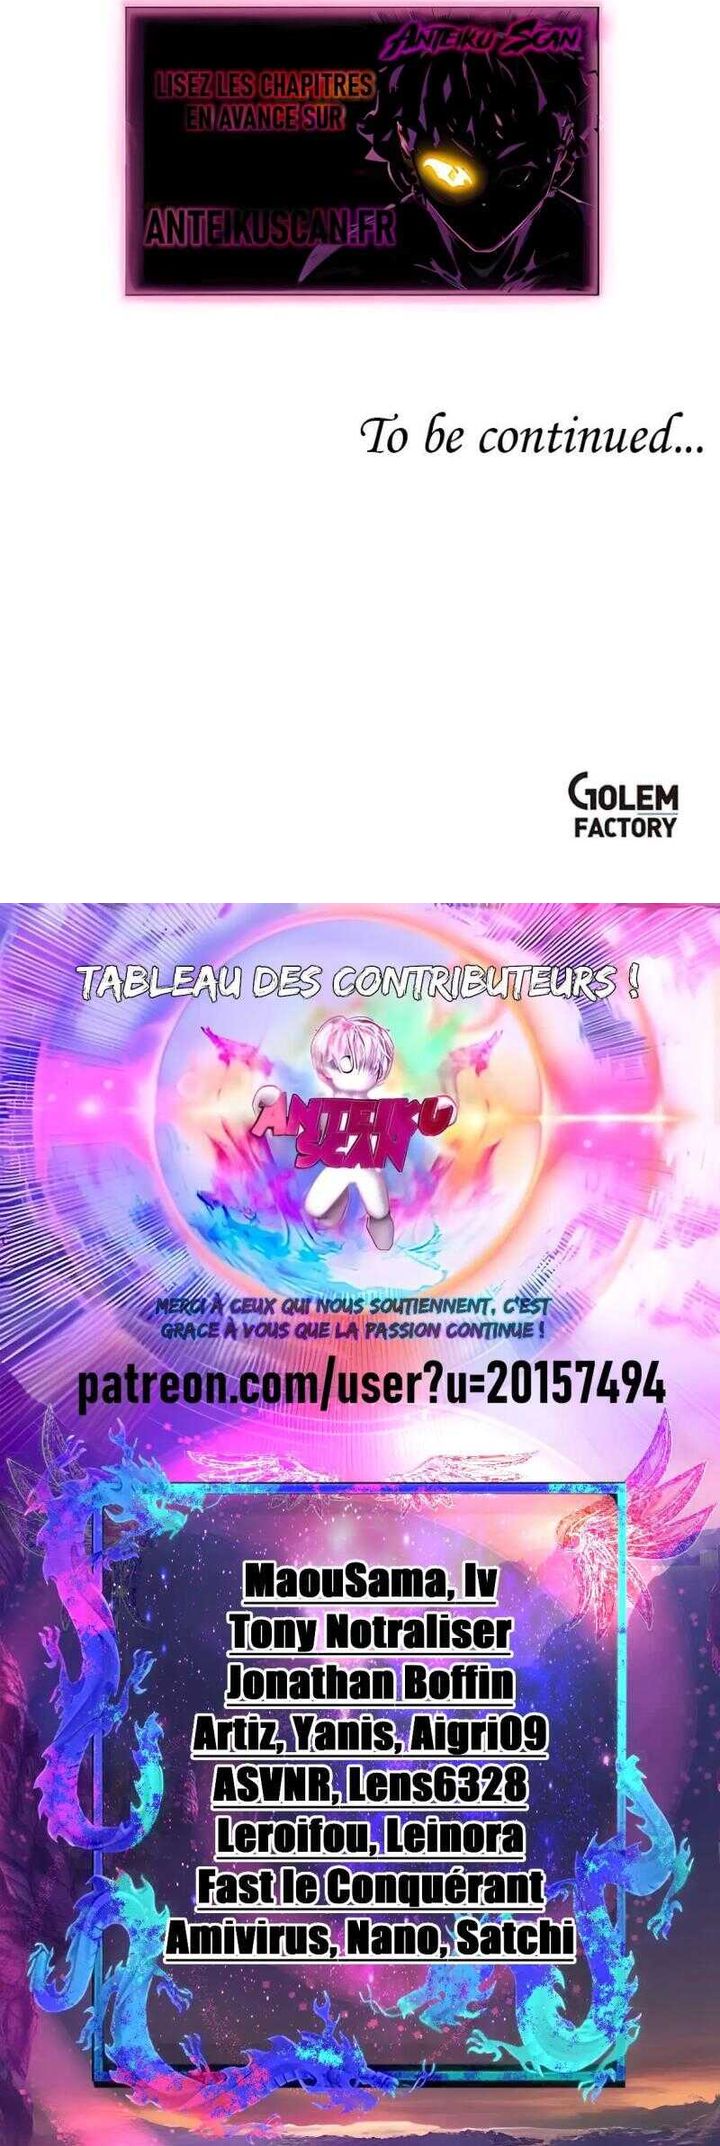 ANTEIKU SCAN
LISEZ LES CHAPITRES
EN AVANCE SUR
ANTEIKUSCAN.FR
To be continued...
GOLEM
FACTORY
TABLEAU DES CONTRIBUTEURS !
ANTEIKU
SCAN
MERCI À CEUX QUI NOUS SOUTIENNENT, C'EST
GRACE À VOUS QUE LA PASSION CONTINUE !
patreon.com/user?u=20157494
MaouSama, Iv
Tony Notraliser
Jonathan Boffin
Artiz, Yanis, Aigri09
ASVNR, Lens6328
Leroifou, Leinora
Fast le Conquérant
Amivirus, Nano, Satchi